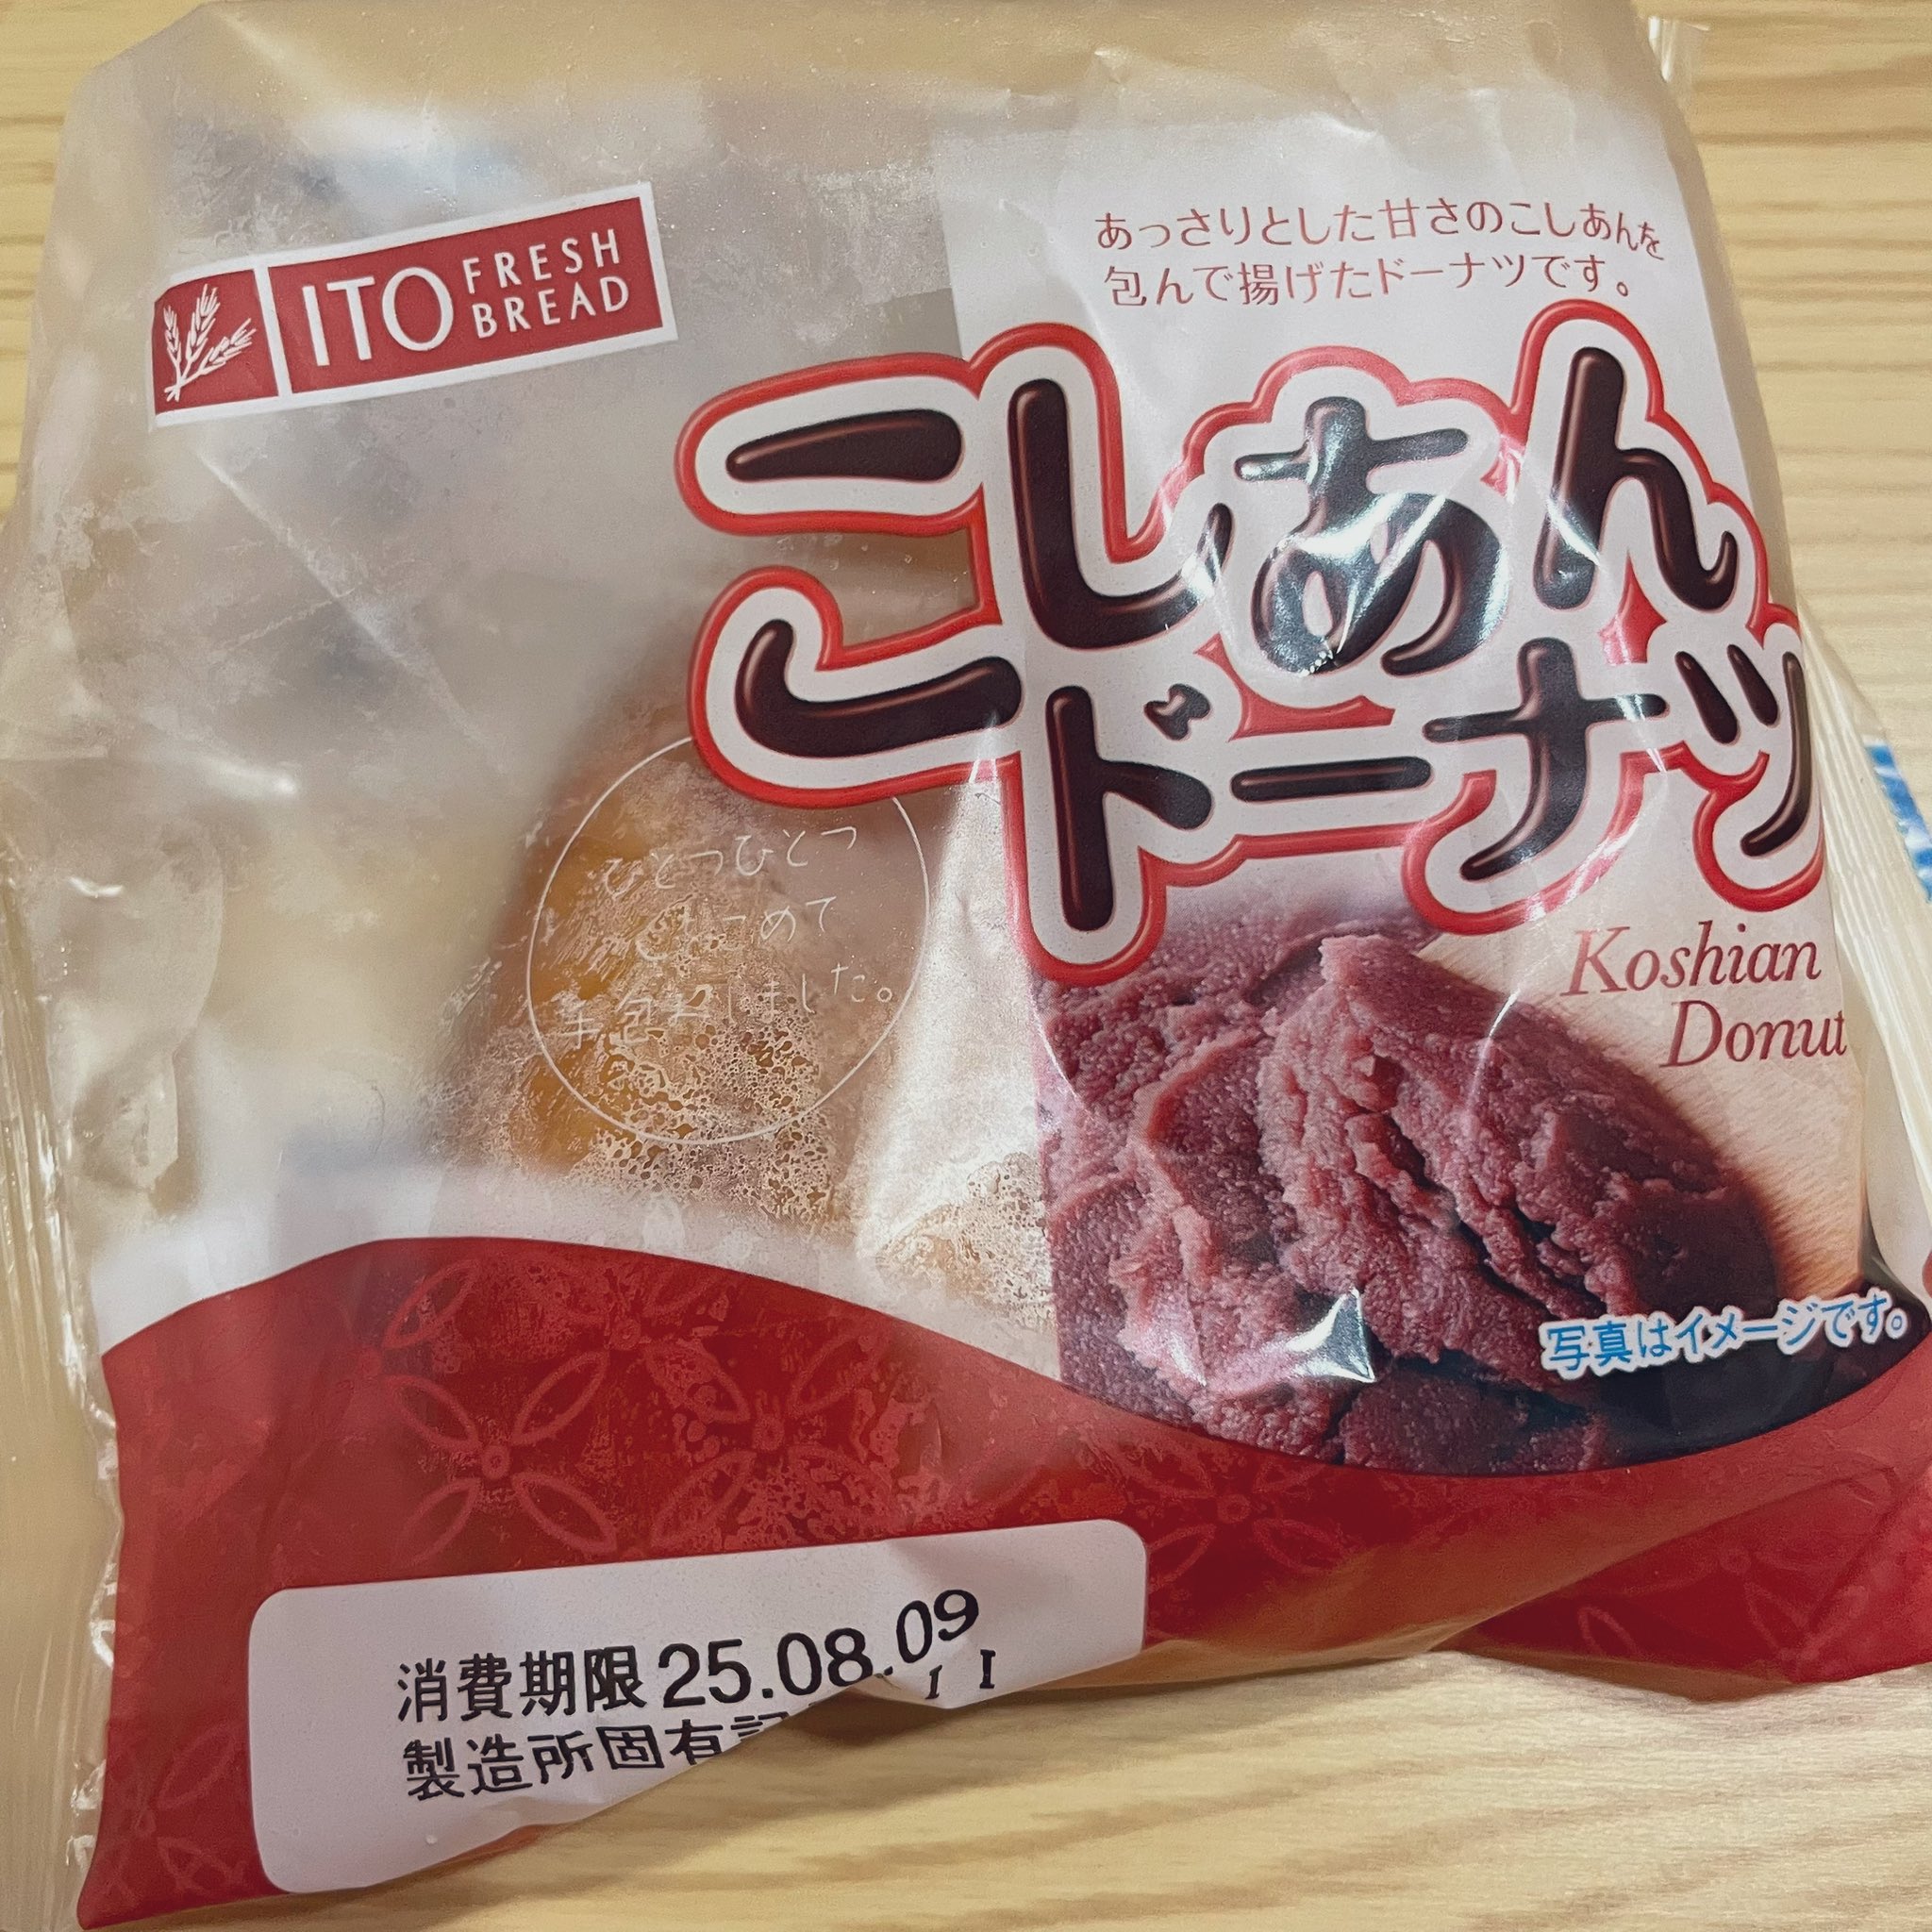 ITO FRESH BREAD
あっさりとした甘さのこしあんを
包んで揚げたドーナツです。
こしあん
ドーナツ
Koshian
Donut
ひとつひとつ
心をこめて
手包みしました。
写真はイメージです。
消費期限 25.08.09
製造所固有記